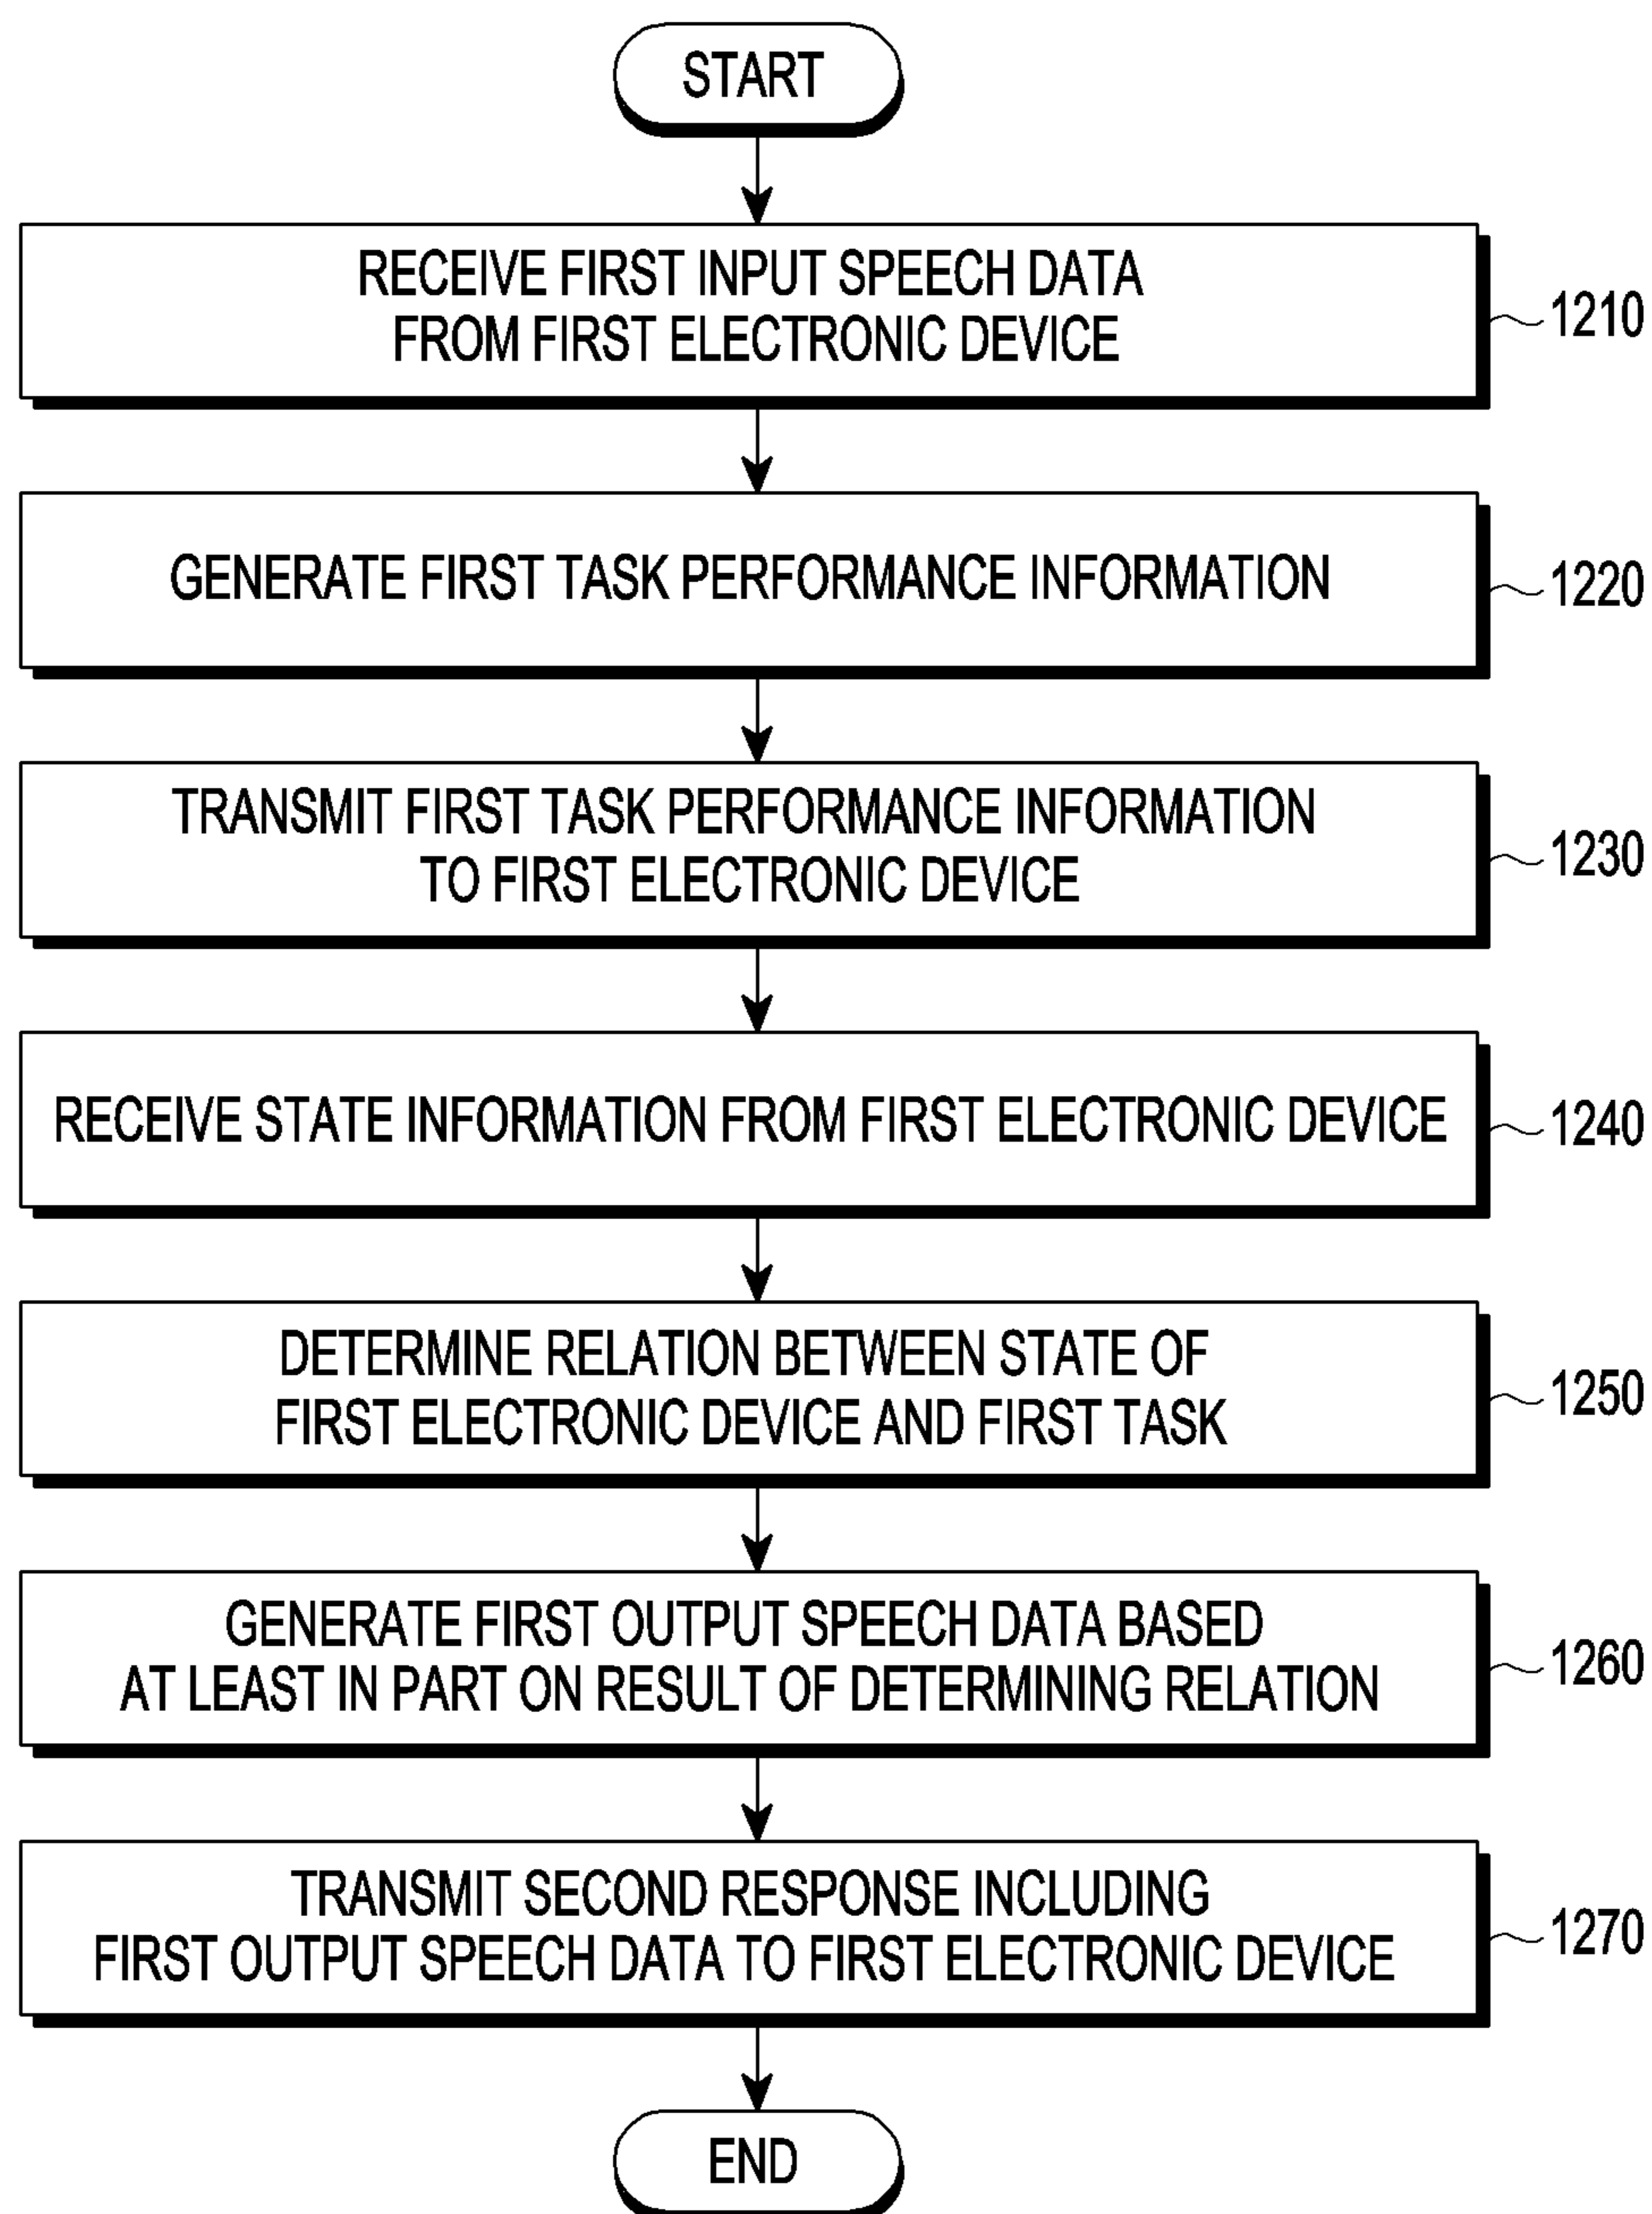 START
RECEIVE FIRST INPUT SPEECH DATA
FROM FIRST ELECTRONIC DEVICE
1210
GENERATE FIRST TASK PERFORMANCE INFORMATION
1220
TRANSMIT FIRST TASK PERFORMANCE INFORMATION
TO FIRST ELECTRONIC DEVICE
1230
RECEIVE STATE INFORMATION FROM FIRST ELECTRONIC DEVICE
1240
DETERMINE RELATION BETWEEN STATE OF
FIRST ELECTRONIC DEVICE AND FIRST TASK
1250
GENERATE FIRST OUTPUT SPEECH DATA BASED
AT LEAST IN PART ON RESULT OF DETERMINING RELATION
1260
TRANSMIT SECOND RESPONSE INCLUDING
FIRST OUTPUT SPEECH DATA TO FIRST ELECTRONIC DEVICE
1270
END